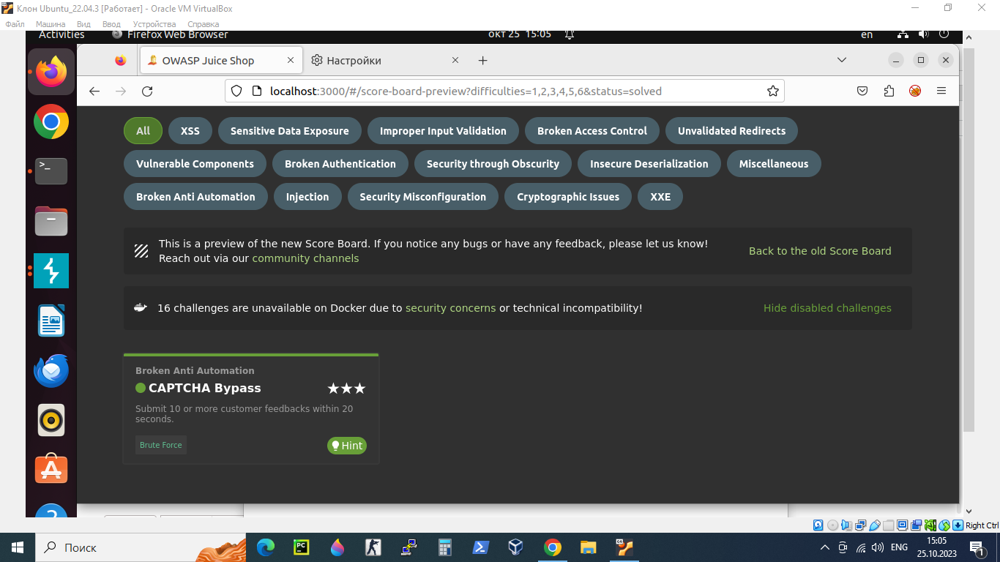 Клон Ubuntu_22.04.3 [Работает] - Oracle VM VirtualBox
Файл Машина Вид Ввод Устройства Справка
Activities Firefox Web Browser окт 25 15:05 en
OWASP Juice Shop Настройки
localhost:3000/#/score-board-preview?difficulties=1,2,3,4,5,6&status=solved
All XSS Sensitive Data Exposure Improper Input Validation Broken Access Control Unvalidated Redirects
Vulnerable Components Broken Authentication Security through Obscurity Insecure Deserialization Miscellaneous
Broken Anti Automation Injection Security Misconfiguration Cryptographic Issues XXE
This is a preview of the new Score Board. If you notice any bugs or have any feedback, please let us know!
Reach out via our community channels
Back to the old Score Board
16 challenges are unavailable on Docker due to security concerns or technical incompatibility! Hide disabled challenges
Broken Anti Automation
CAPTCHA Bypass
Submit 10 or more customer feedbacks within 20
seconds.
Brute Force Hint
Right Ctrl
Поиск
PC
ENG
15:05
25.10.2023
1